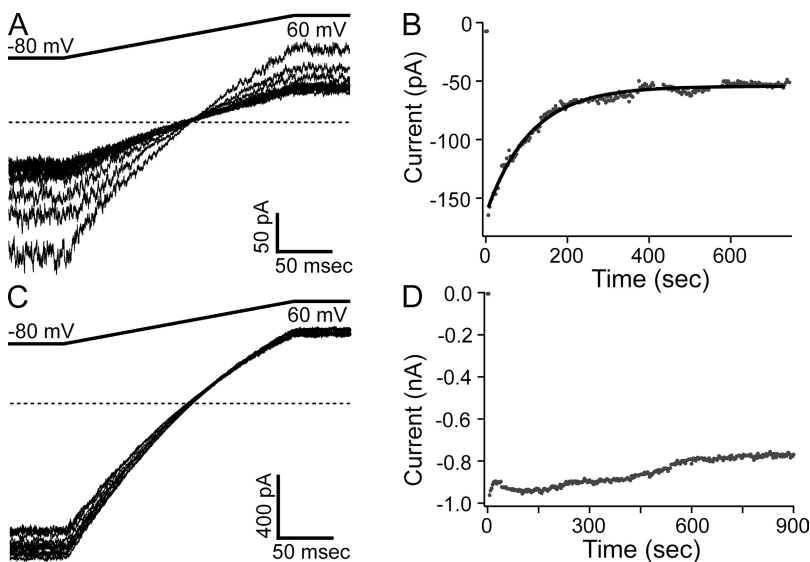 A
-80 mV
60 mV
50 pA
50 msec
B
Current (pA)
0
-50
-100
-150
0
200
400
600
Time (sec)
C
-80 mV
60 mV
400 pA
50 msec
D
Current (nA)
0.0
-0.2
-0.4
-0.6
-0.8
-1.0
0
300
600
900
Time (sec)